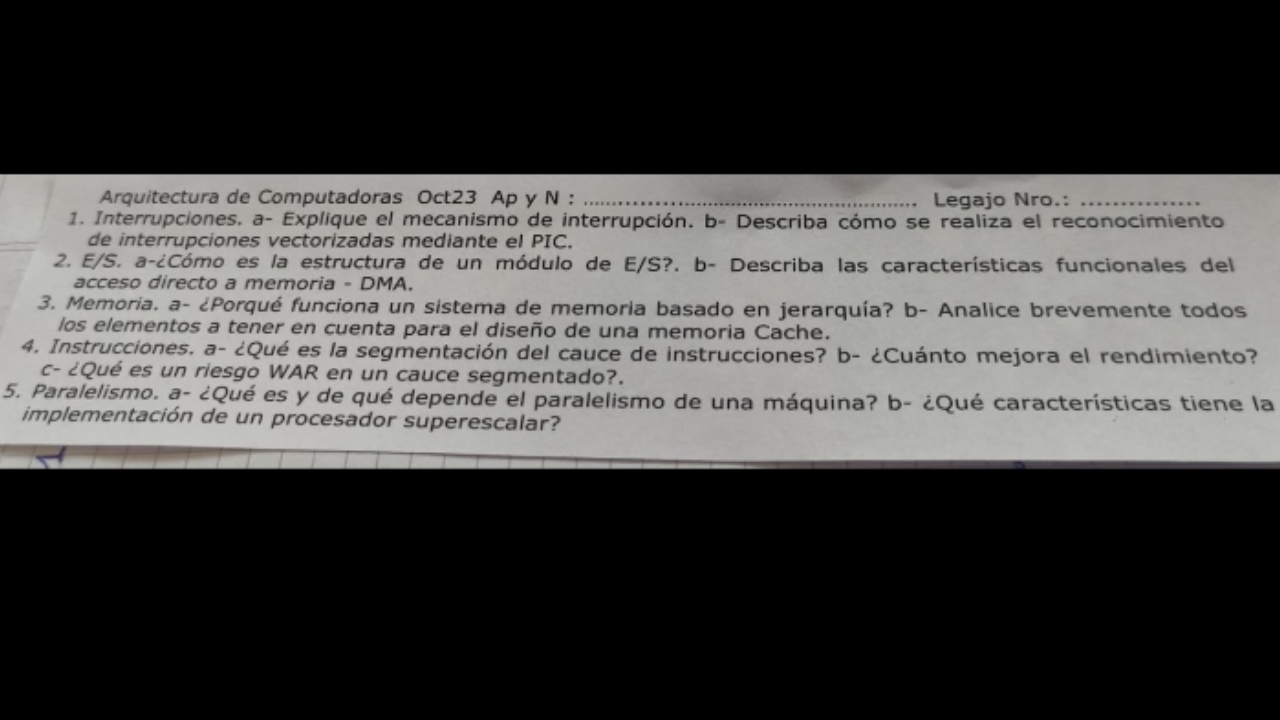 Arquitectura de Computadoras Oct23 Ap y N : ........................................................ Legajo Nro.: ...............
1. Interrupciones. a- Explique el mecanismo de interrupción. b- Describa cómo se realiza el reconocimiento
de interrupciones vectorizadas mediante el PIC.
2. E/S. a-¿Cómo es la estructura de un módulo de E/S?. b- Describa las características funcionales del
acceso directo a memoria - DMA.
3. Memoria. a- ¿Porqué funciona un sistema de memoria basado en jerarquía? b- Analice brevemente todos
los elementos a tener en cuenta para el diseño de una memoria Cache.
4. Instrucciones. a- ¿Qué es la segmentación del cauce de instrucciones? b- ¿Cuánto mejora el rendimiento?
c- ¿Qué es un riesgo WAR en un cauce segmentado?.
5. Paralelismo. a- ¿Qué es y de qué depende el paralelismo de una máquina? b- ¿Qué características tiene la
implementación de un procesador superescalar?